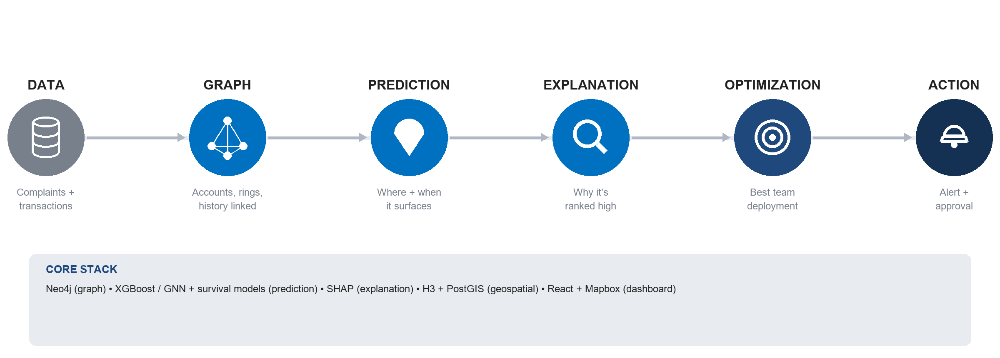 DATA
GRAPH
PREDICTION
EXPLANATION
OPTIMIZATION
ACTION
Complaints +
transactions
Accounts, rings,
history linked
Where + when
it surfaces
Why it's
ranked high
Best team
deployment
Alert +
approval
CORE STACK
Neo4j (graph) • XGBoost / GNN + survival models (prediction) • SHAP (explanation) • H3 + PostGIS (geospatial) • React + Mapbox (dashboard)